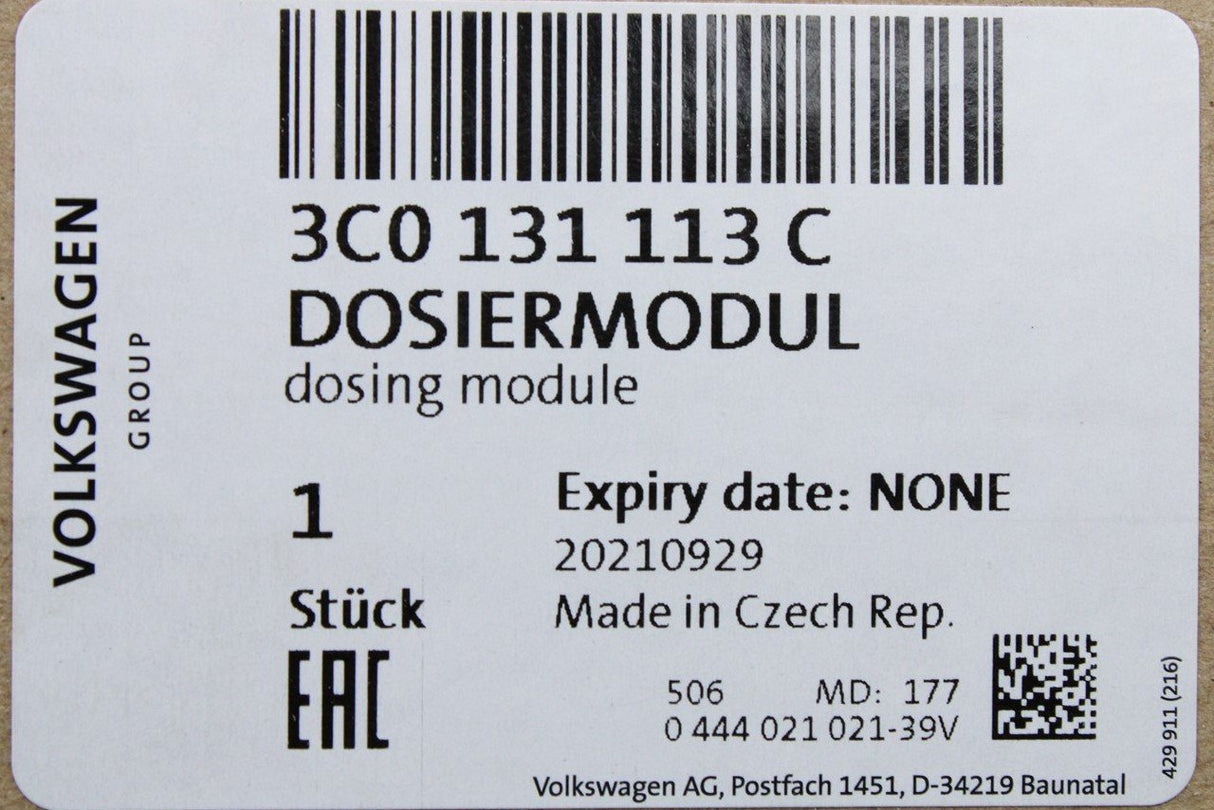 VOLKSWAGEN
GROUP
3C0 131 113 C
DOSIERMODUL
dosing module
1
Stück
EAC
Expiry date: NONE
20210929
Made in Czech Rep.
506 MD: 177
0 444 021 021-39V
Volkswagen AG, Postfach 1451, D-34219 Baunatal
429 911 (216)